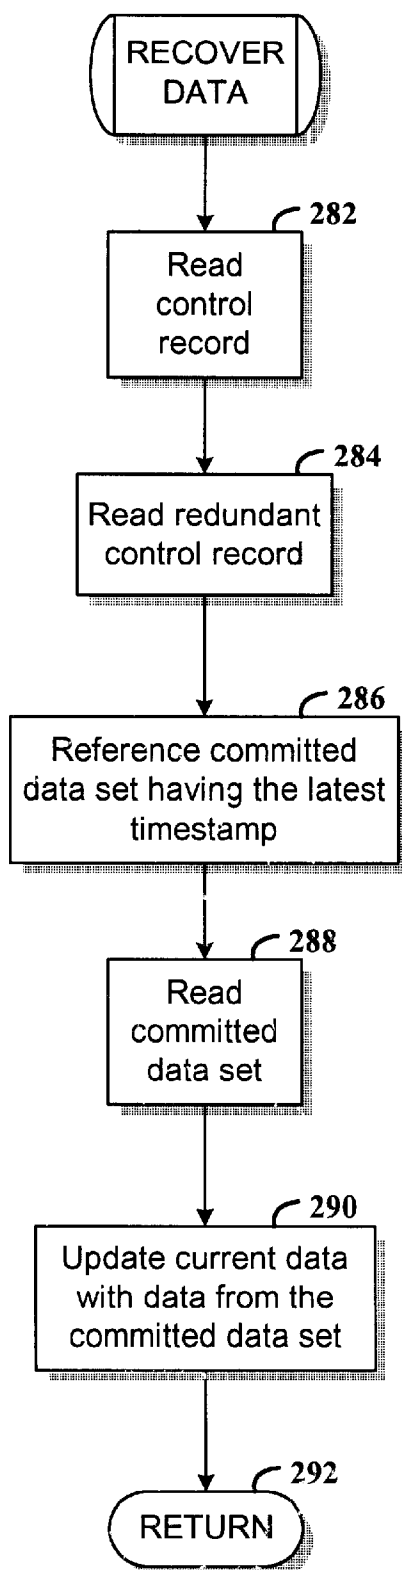 RECOVER
DATA
282
Read
control
record
284
Read redundant
control record
286
Reference committed
data set having the latest
timestamp
288
Read
committed
data set
290
Update current data
with data from the
committed data set
292
RETURN